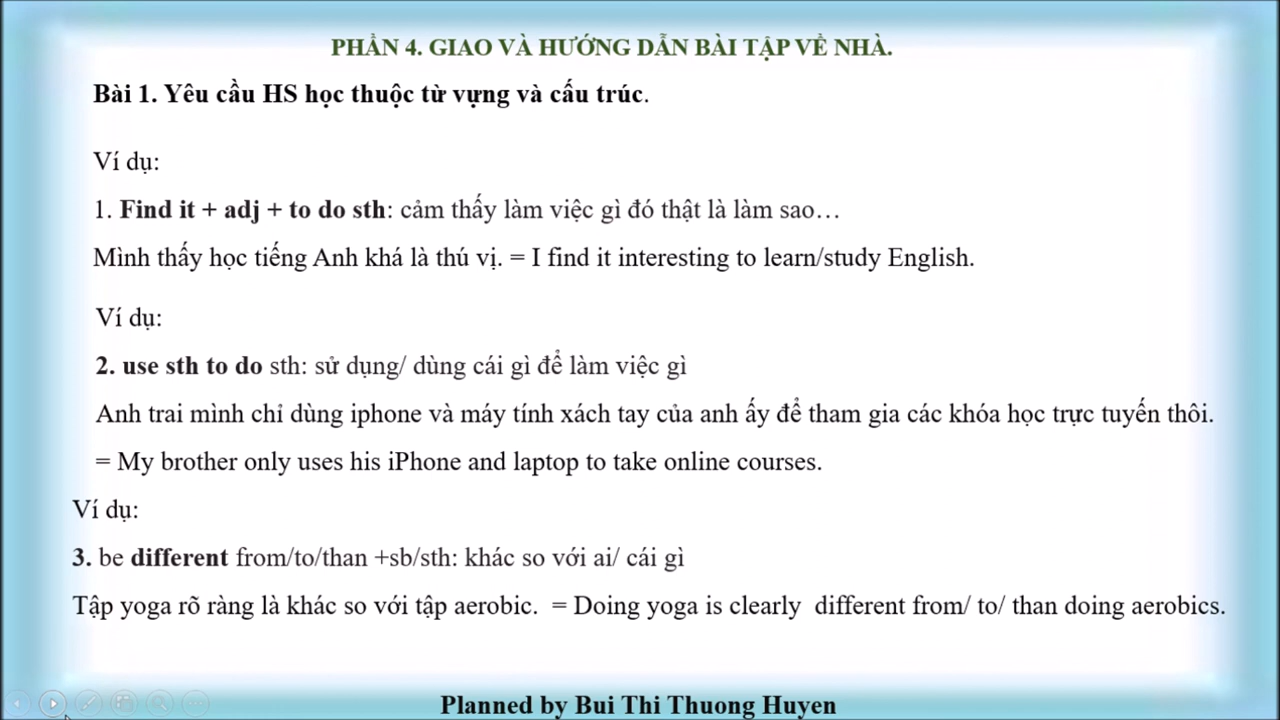 PHẦN 4. GIAO VÀ HƯỚNG DẪN BÀI TẬP VỀ NHÀ.
Bài 1. Yêu cầu HS học thuộc từ vựng và cấu trúc.
Ví dụ:
1. Find it + adj + to do sth: cảm thấy làm việc gì đó thật là làm sao…
Mình thấy học tiếng Anh khá là thú vị. = I find it interesting to learn/study English.
Ví dụ:
2. use sth to do sth: sử dụng/ dùng cái gì để làm việc gì
Anh trai mình chỉ dùng iphone và máy tính xách tay của anh ấy để tham gia các khóa học trực tuyến thôi.
= My brother only uses his iPhone and laptop to take online courses.
Ví dụ:
3. be different from/to/than +sb/sth: khác so với ai/ cái gì
Tập yoga rõ ràng là khác so với tập aerobic.  = Doing yoga is clearly  different from/ to/ than doing aerobics.
Planned by Bui Thi Thuong Huyen